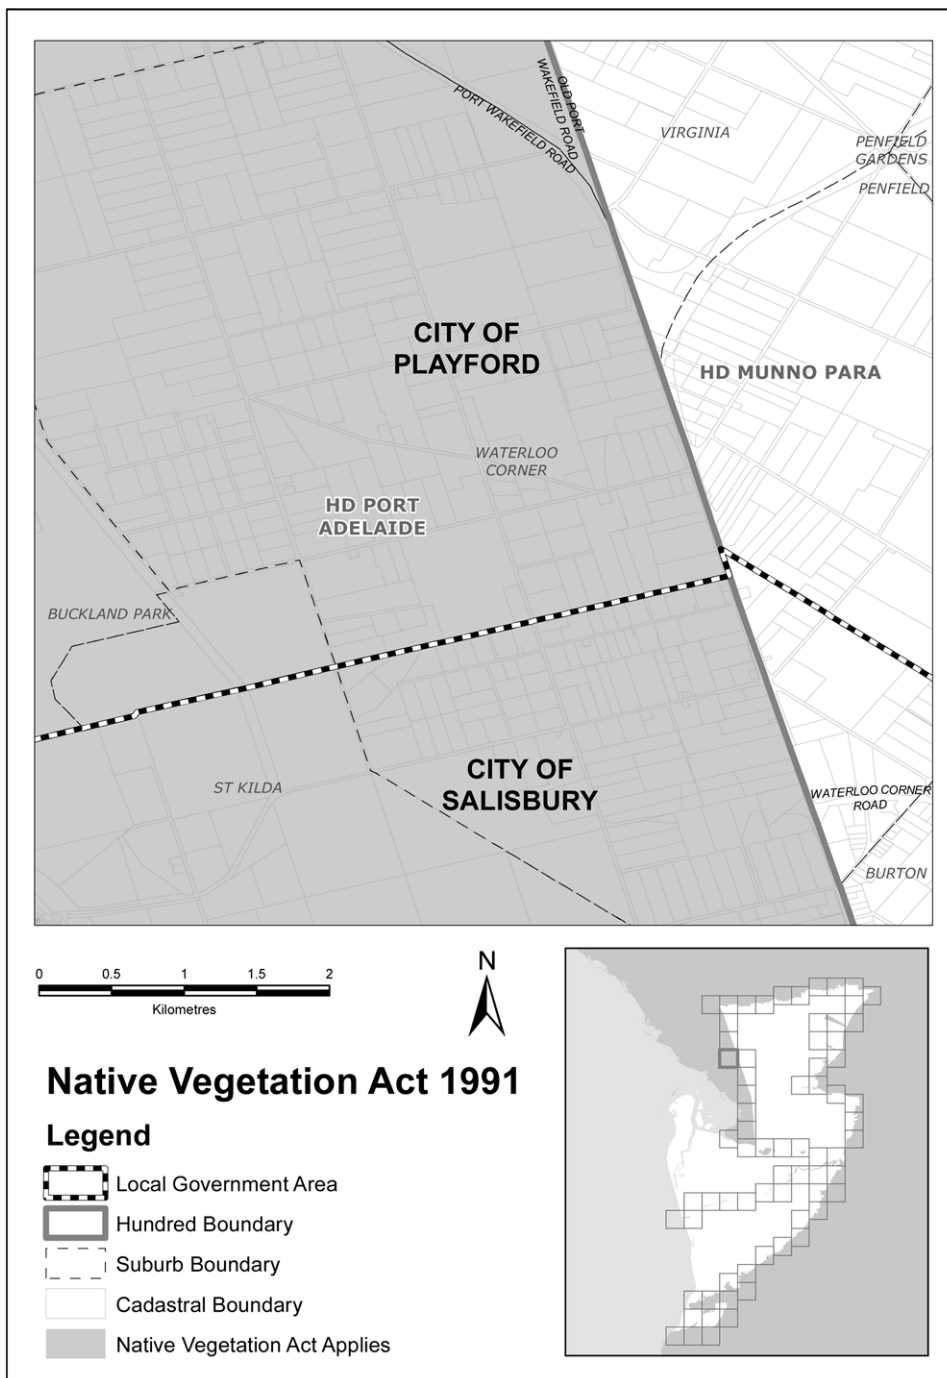 OLD PORT
WAKEFIELD ROAD
PORT WAKEFIELD ROAD
VIRGINIA
PENFIELD
GARDENS
PENFIELD
CITY OF
PLAYFORD
HD MUNNO PARA
WATERLOO
CORNER
HD PORT
ADELAIDE
BUCKLAND PARK
CITY OF
SALISBURY
ST KILDA
WATERLOO CORNER
ROAD
BURTON
0 0.5 1 1.5 2
Kilometres
N
Native Vegetation Act 1991
Legend
Local Government Area
Hundred Boundary
Suburb Boundary
Cadastral Boundary
Native Vegetation Act Applies